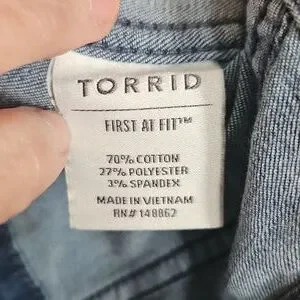 TORRID
FIRST AT FIT™
70% COTTON
27% POLYESTER
3% SPANDEX
MADE IN VIETNAM
RN# 148862